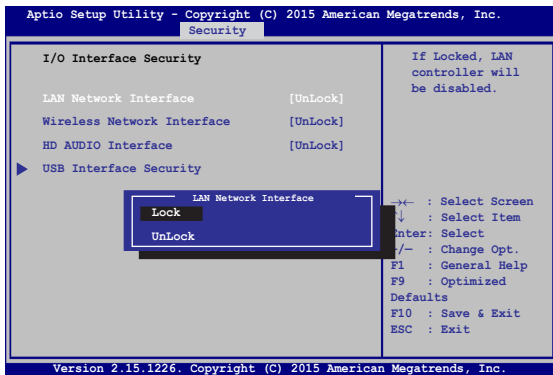 Aptio Setup Utility - Copyright (C) 2015 American Megatrends, Inc.
Security
I/O Interface Security
LAN Network Interface [UnLock]
Wireless Network Interface [UnLock]
HD AUDIO Interface [UnLock]
USB Interface Security
If Locked, LAN
controller will
be disabled.
LAN Network Interface
Lock
UnLock
→← : Select Screen
↑↓ : Select Item
Enter: Select
+/— : Change Opt.
F1 : General Help
F9 : Optimized
Defaults
F10 : Save & Exit
ESC : Exit
Version 2.15.1226. Copyright (C) 2015 American Megatrends, Inc.